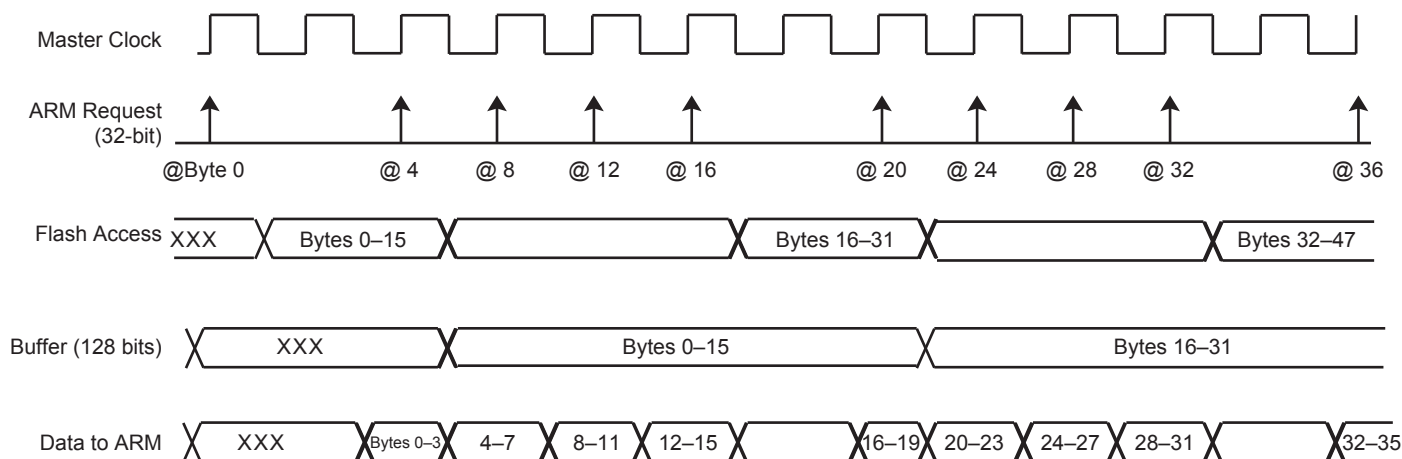 Master Clock
ARM Request
(32-bit)
@Byte 0 @ 4 @ 8 @ 12 @ 16 @ 20 @ 24 @ 28 @ 32 @ 36
Flash Access XXX Bytes 0–15 Bytes 16–31 Bytes 32–47
Buffer (128 bits) XXX Bytes 0–15 Bytes 16–31
Data to ARM XXX Bytes 0–3 4–7 8–11 12–15 16–19 20–23 24–27 28–31 32–35